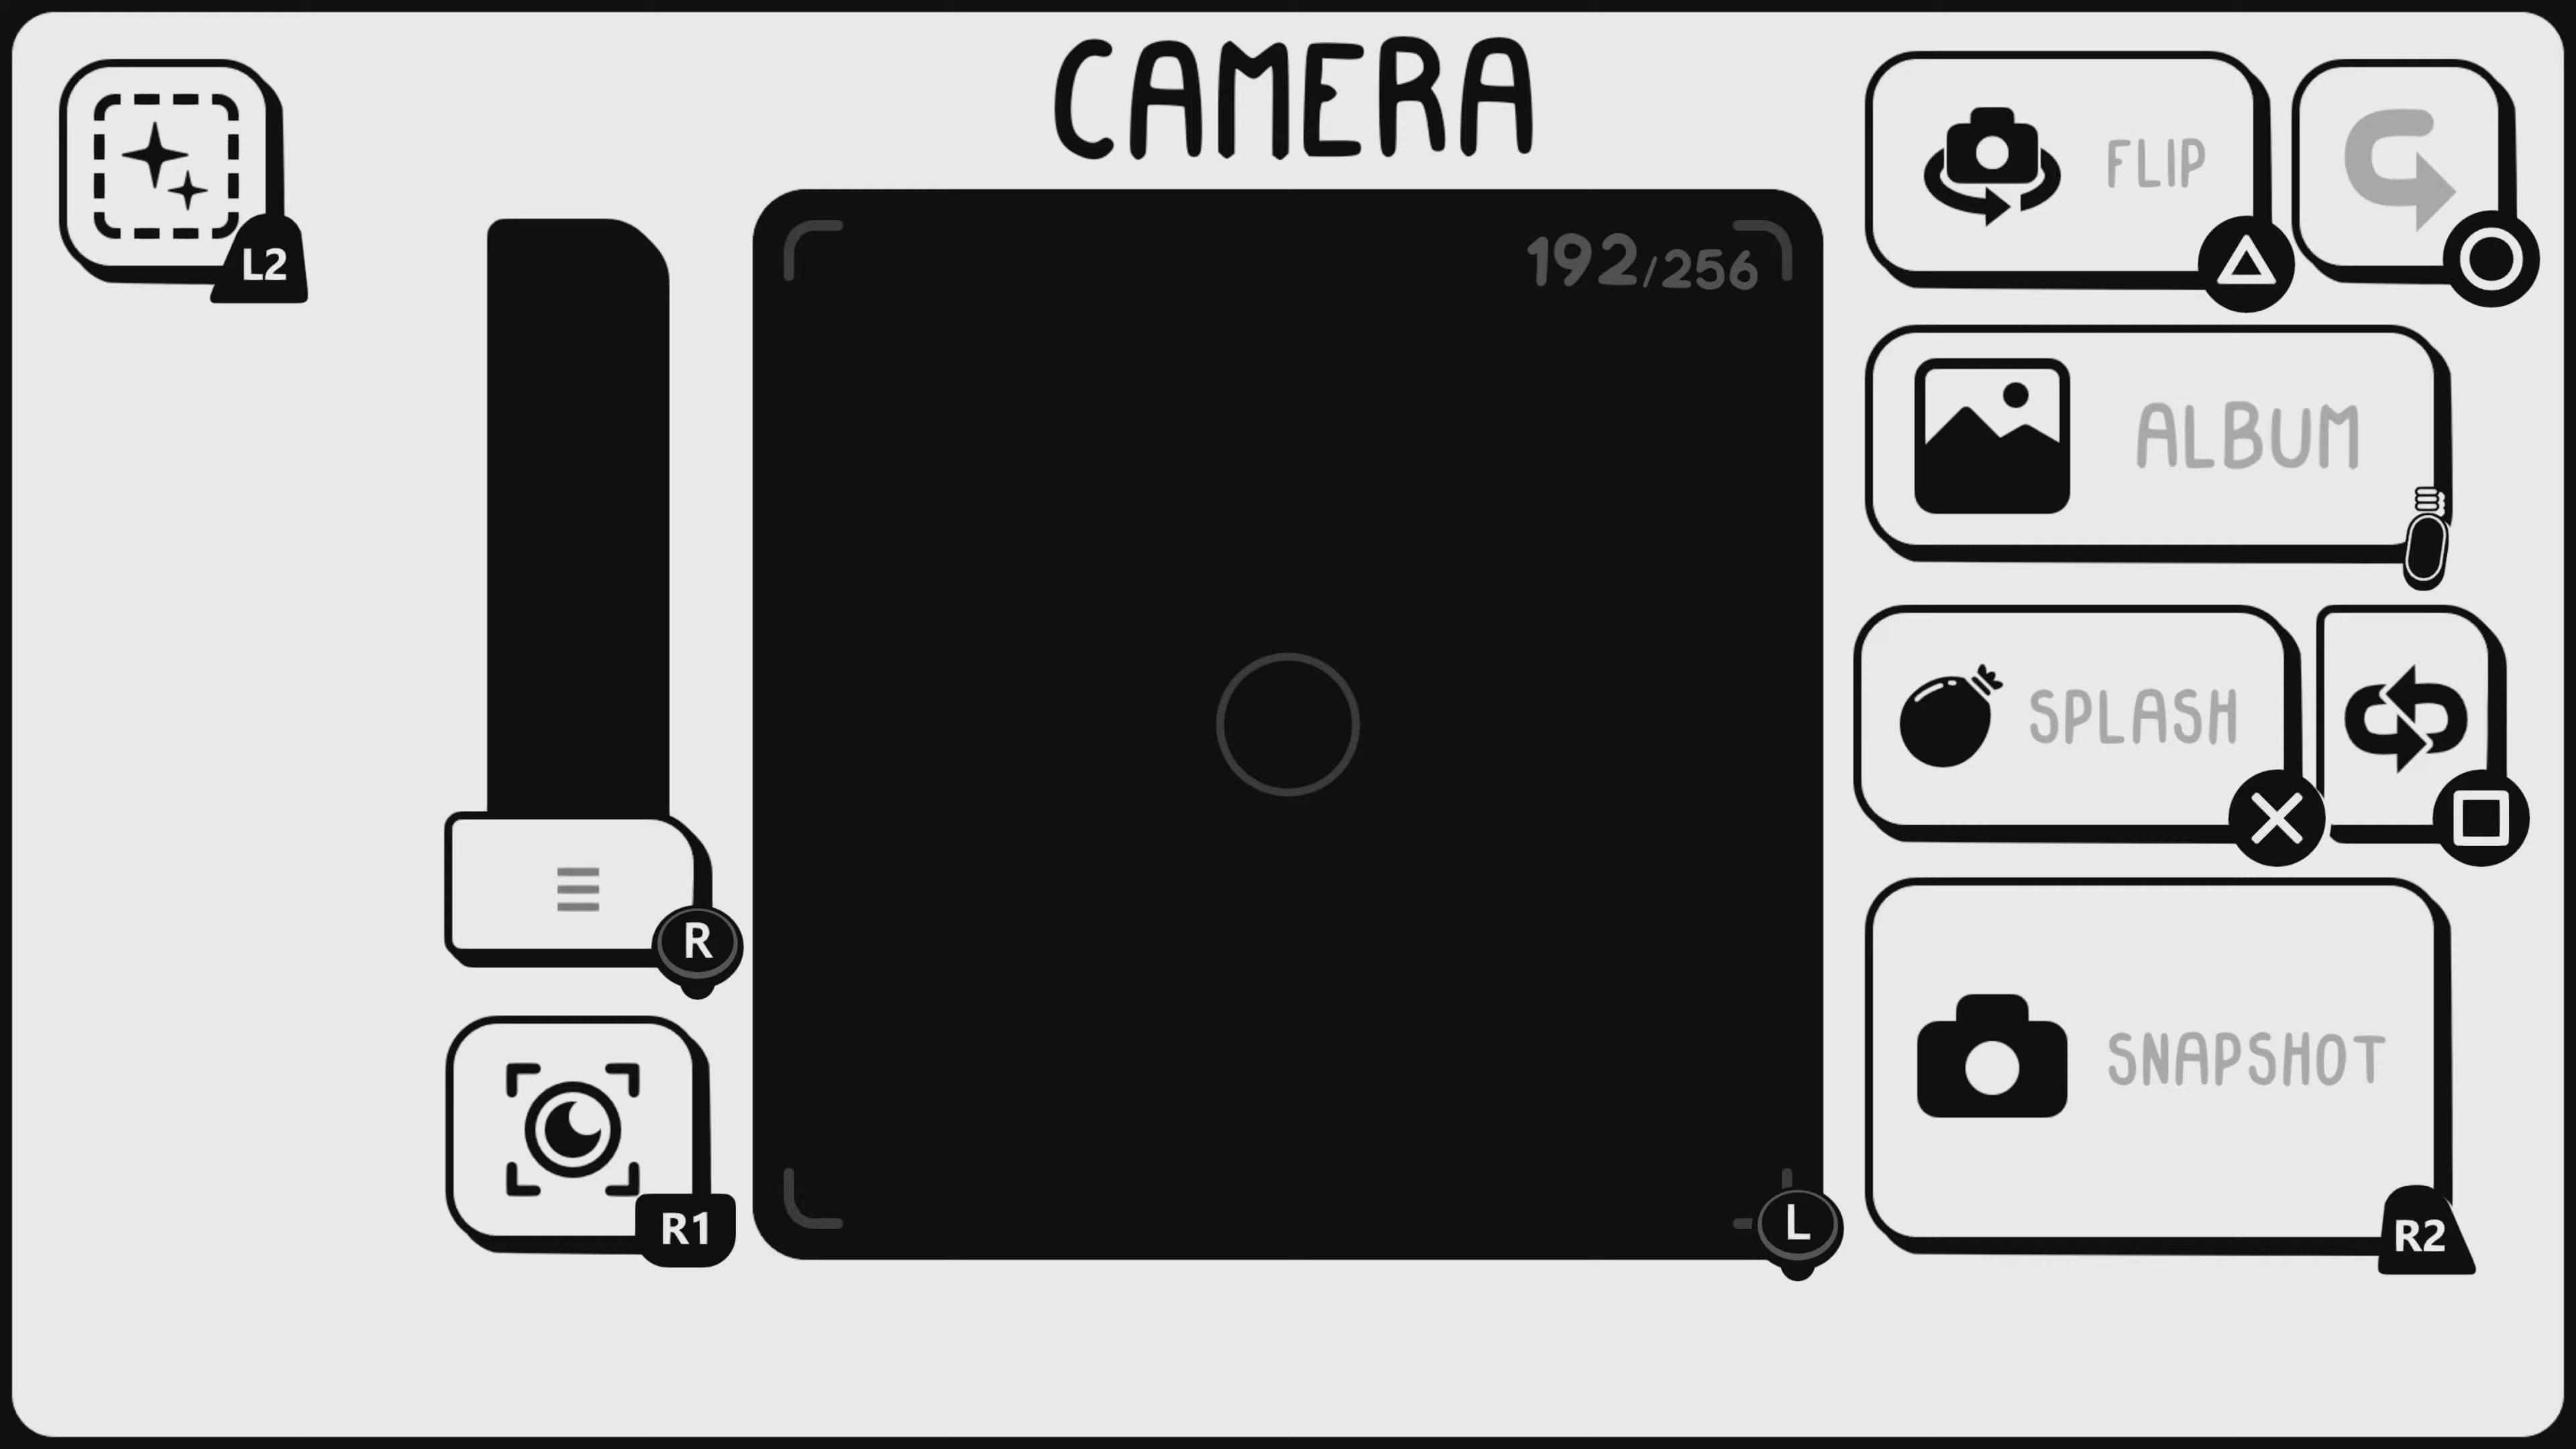 CAMERA
192/256
FLIP
L2
ALBUM
SPLASH
R
SNAPSHOT
R1
L
R2